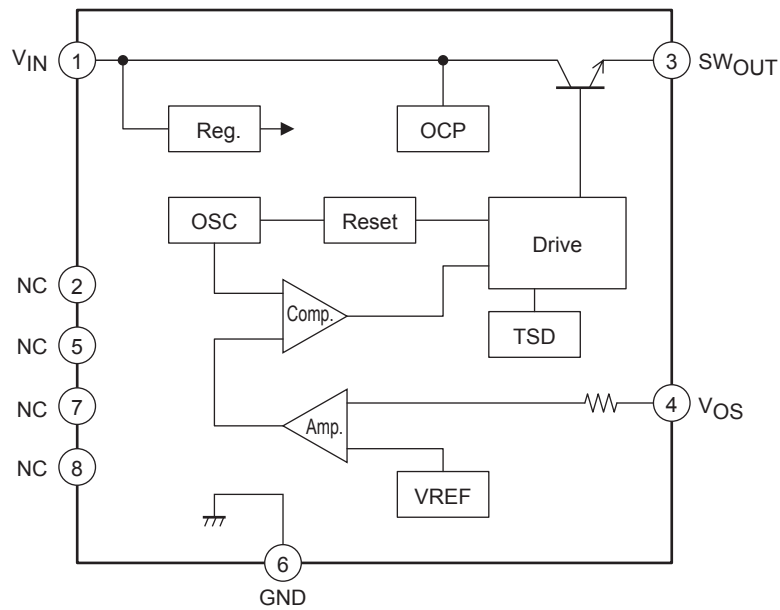 VIN 1 3 SWOUT
Reg. OCP
OSC Reset Drive
NC 2
Comp.
TSD
NC 5
NC 7 4 VOS
Amp.
NC 8
VREF
6
GND